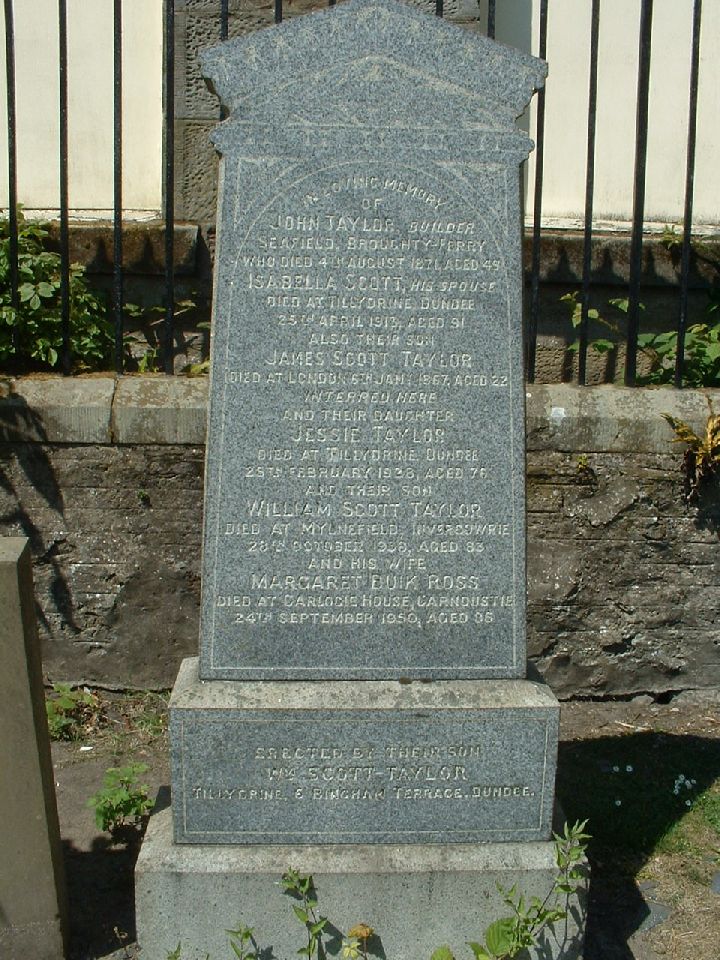 IN LOVING MEMORY
OF
JOHN TAYLOR BUILDER
SEAFIELD, BROUGHTY-FERRY
WHO DIED 4TH AUGUST 1871, AGED 49
ISABELLA SCOTT, HIS SPOUSE
DIED AT TILLYDRINE, DUNDEE
25TH APRIL 1913, AGED 91
ALSO THEIR SON
JAMES SCOTT TAYLOR
DIED AT LONDON 6TH JANY 1867, AGED 22
INTERRED HERE
AND THEIR DAUGHTER
JESSIE TAYLOR
DIED AT TILLYDRINE, DUNDEE
FEBRUARY AGED 76
AND THEIR SON
WILLIAM SCOTT TAYLOR
DIED AT MYLNEFIELD, INVERGOWRIE
28TH OCTOBER 1938, AGED 83
AND HIS WIFE
MARGARET BUIK ROSS
DIED AT CARLOGIE HOUSE, CARNOUSTIE
24TH SEPTEMBER 1950, AGED
ERECTED BY THEIR SON
WM SCOTT-TAYLOR
TILLYDRINE, & BINGHAM TERRACE, DUNDEE.